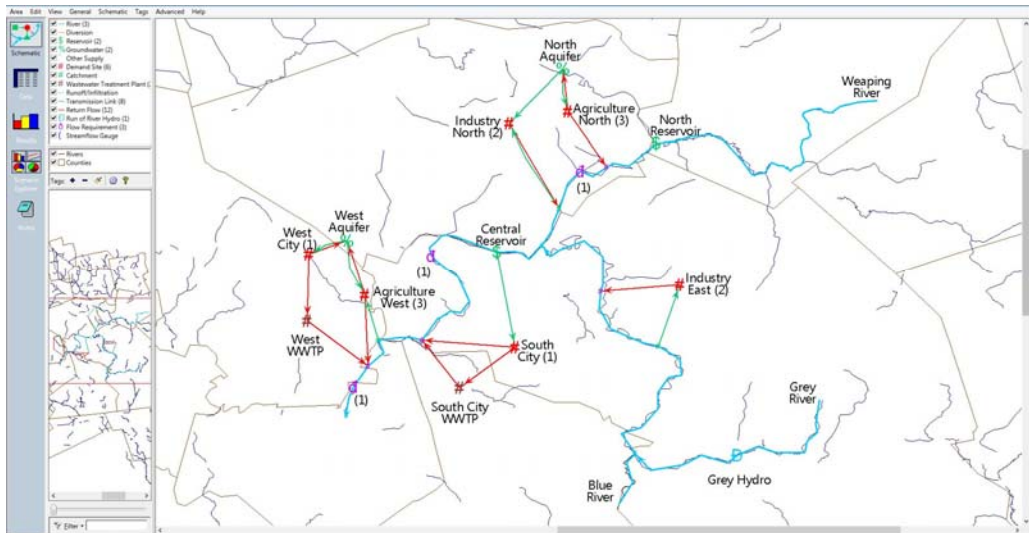 Area Edit View General Schematic Tags Advanced Help
River (3)
Diversion
Reservoir (2)
Groundwater (2)
Other Supply
Demand Site (6)
Catchment
Wastewater Treatment Plant (
Runoff/Infiltration
Transmission Link (8)
Return Flow (12)
Run of River Hydro (1)
Flow Requirement (3)
Streamflow Gauge
Schematic
Rivers
Counties
Tags:
Filter
North
Aquifer
Weaping
River
Industry
North (2)
Agriculture
North (3)
North
Reservoir
(1)
West
City (1)
West
Aquifer
Central
Reservoir
(1)
Agriculture
West (3)
Industry
East (2)
West
WWTP
South
City (1)
(1)
South City
WWTP
Grey
River
Blue
River
Grey Hydro